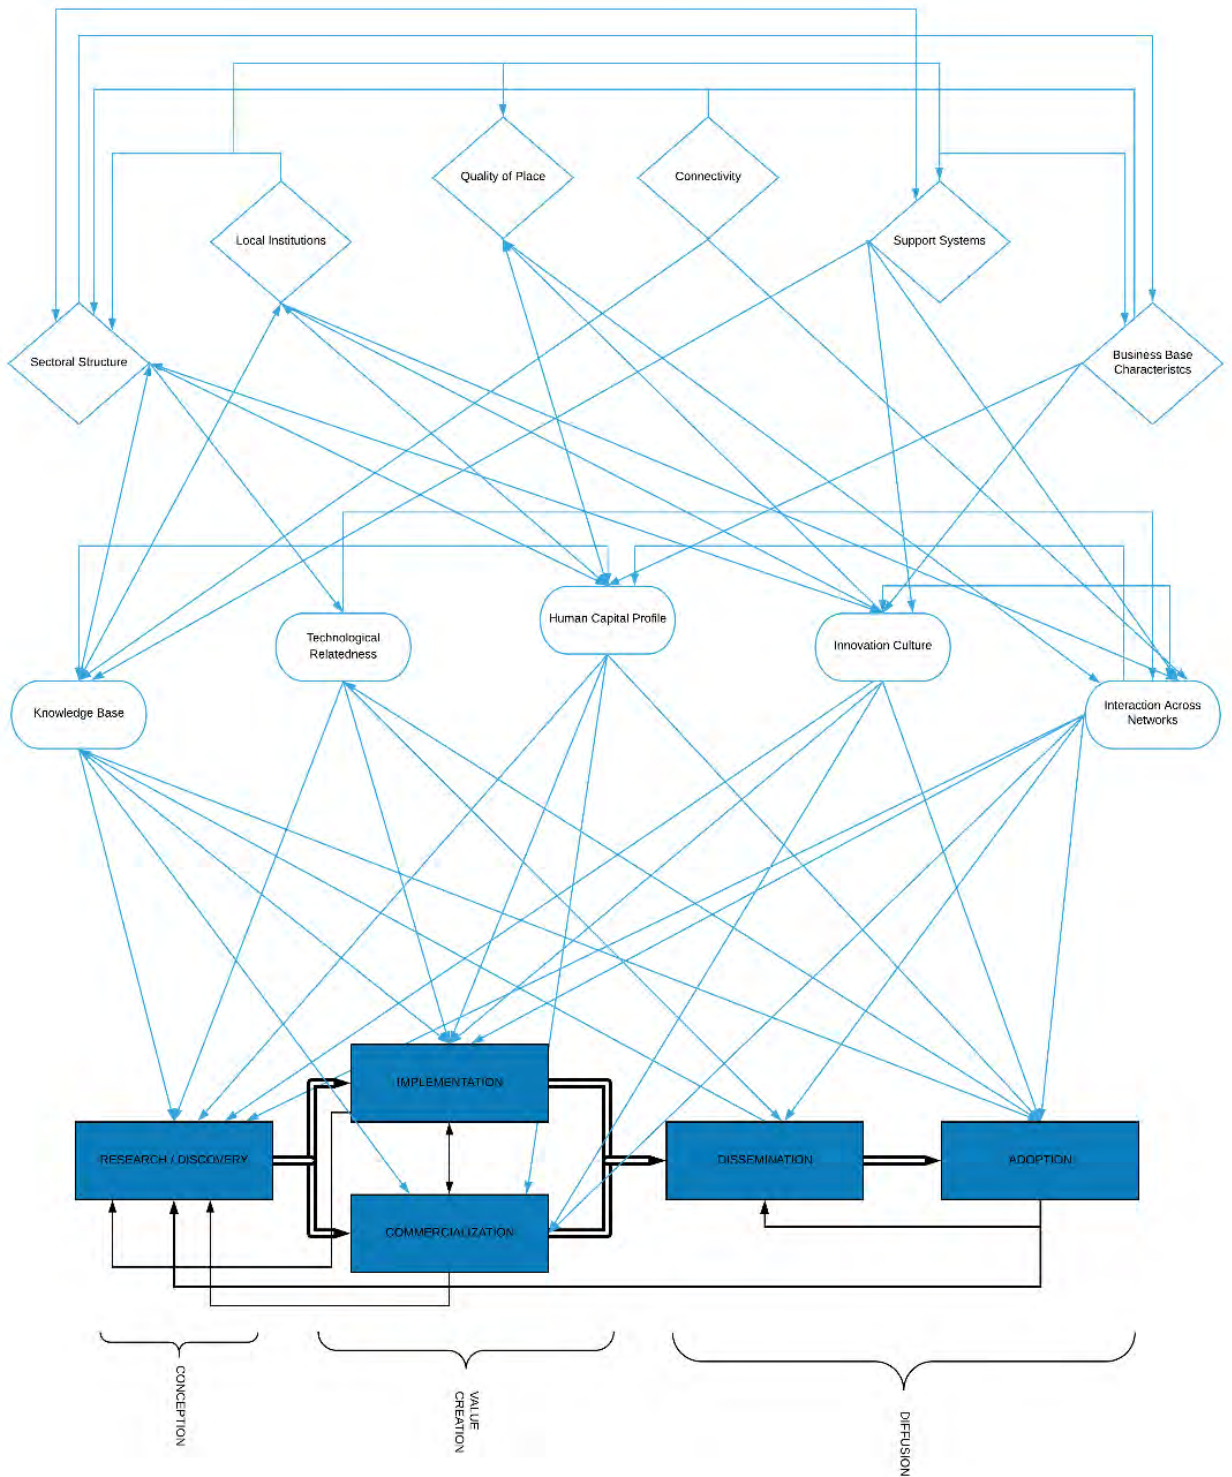 Quality of Place
Connectivity
Local Institutions
Support Systems
Sectoral Structure
Business Base
Characteristcs
Technological
Relatedness
Human Capital Profile
Innovation Culture
Knowledge Base
Interaction Across
Networks
IMPLEMENTATION
RESEARCH / DISCOVERY
DISSEMINATION
ADOPTION
COMMERCIALIZATION
CONCEPTION
VALUE
CREATION
DIFFUSION